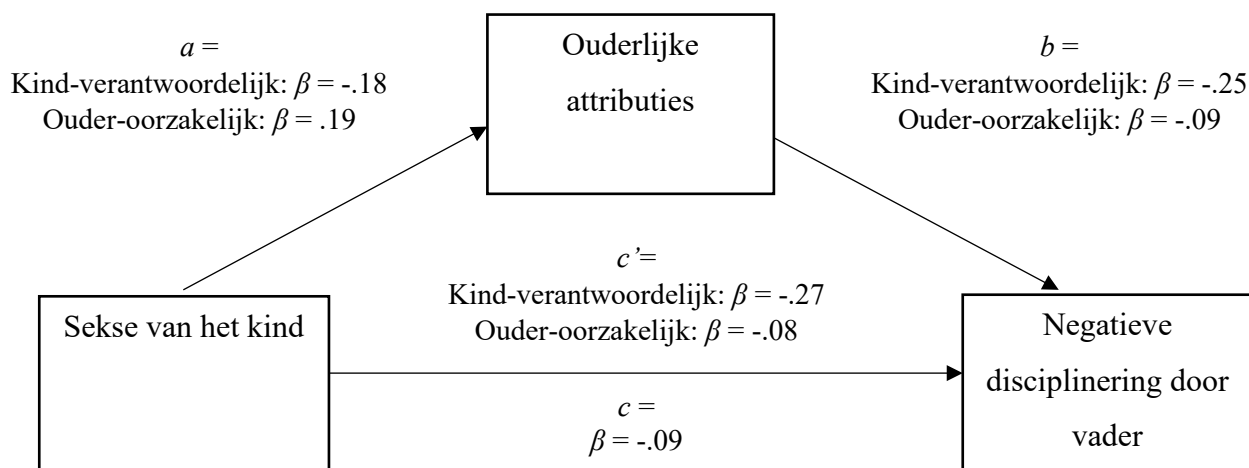 a =
Kind-verantwoordelijk: β = -.18
Ouder-oorzakelijk: β = .19
Ouderlijke
attributies
b =
Kind-verantwoordelijk: β = -.25
Ouder-oorzakelijk: β = -.09
c’=
Kind-verantwoordelijk: β = -.27
Ouder-oorzakelijk: β = -.08
Sekse van het kind
c =
β = -.09
Negatieve
disciplinering door
vader